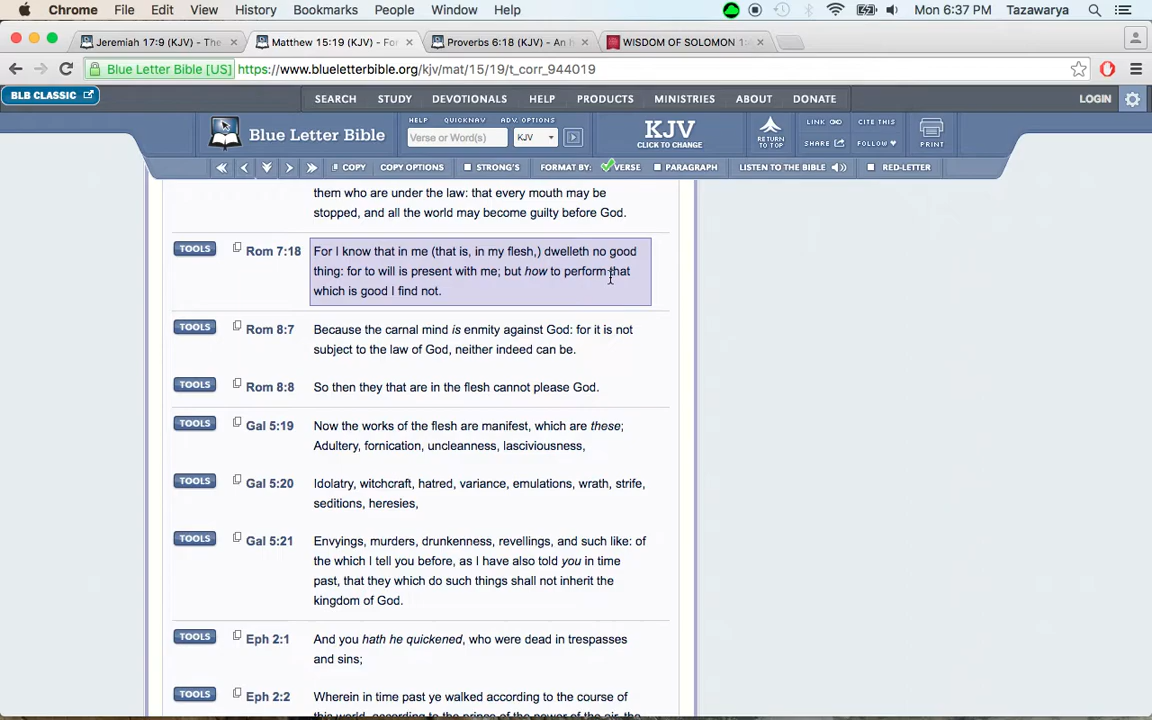 Chrome File Edit View History Bookmarks People Window Help Mon 6:37 PM Tazawarya
Jeremiah 17:9 (KJV) - The Matthew 15:19 (KJV) - Fo Proverbs 6:18 (KJV) - An WISDOM OF SOLOMON 1:
Blue Letter Bible [US] https://www.blueletterbible.org/kjv/mat/15/19/t_corr_944019
BLB CLASSIC
SEARCH STUDY DEVOTIONALS HELP PRODUCTS MINISTRIES ABOUT DONATE LOGIN
Blue Letter Bible
HELP QUICKNAV ADV. OPTIONS
Verse or Word(s) KJV
KJV
CLICK TO CHANGE
RETURN TO TOP
LINK CITE THIS
SHARE FOLLOW
PRINT
COPY COPY OPTIONS STRONG'S FORMAT BY: VERSE PARAGRAPH LISTEN TO THE BIBLE RED-LETTER
them who are under the law: that every mouth may be
stopped, and all the world may become guilty before God.
TOOLS Rom 7:18 For I know that in me (that is, in my flesh,) dwelleth no good
thing: for to will is present with me; but how to perform that
which is good I find not.
TOOLS Rom 8:7 Because the carnal mind is enmity against God: for it is not
subject to the law of God, neither indeed can be.
TOOLS Rom 8:8 So then they that are in the flesh cannot please God.
TOOLS Gal 5:19 Now the works of the flesh are manifest, which are these;
Adultery, fornication, uncleanness, lasciviousness,
TOOLS Gal 5:20 Idolatry, witchcraft, hatred, variance, emulations, wrath, strife,
seditions, heresies,
TOOLS Gal 5:21 Envyings, murders, drunkenness, revellings, and such like: of
the which I tell you before, as I have also told you in time
past, that they which do such things shall not inherit the
kingdom of God.
TOOLS Eph 2:1 And you hath he quickened, who were dead in trespasses
and sins;
TOOLS Eph 2:2 Wherein in time past ye walked according to the course of
this world, according to the prince of the power of the air, the